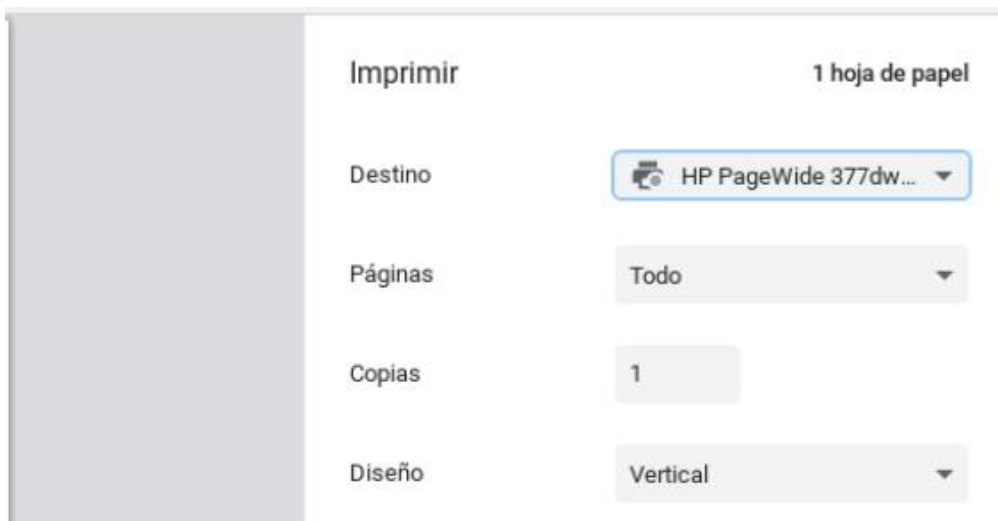 Imprimir 1 hoja de papel
Destino HP PageWide 377dw...
Páginas Todo
Copias 1
Diseño Vertical